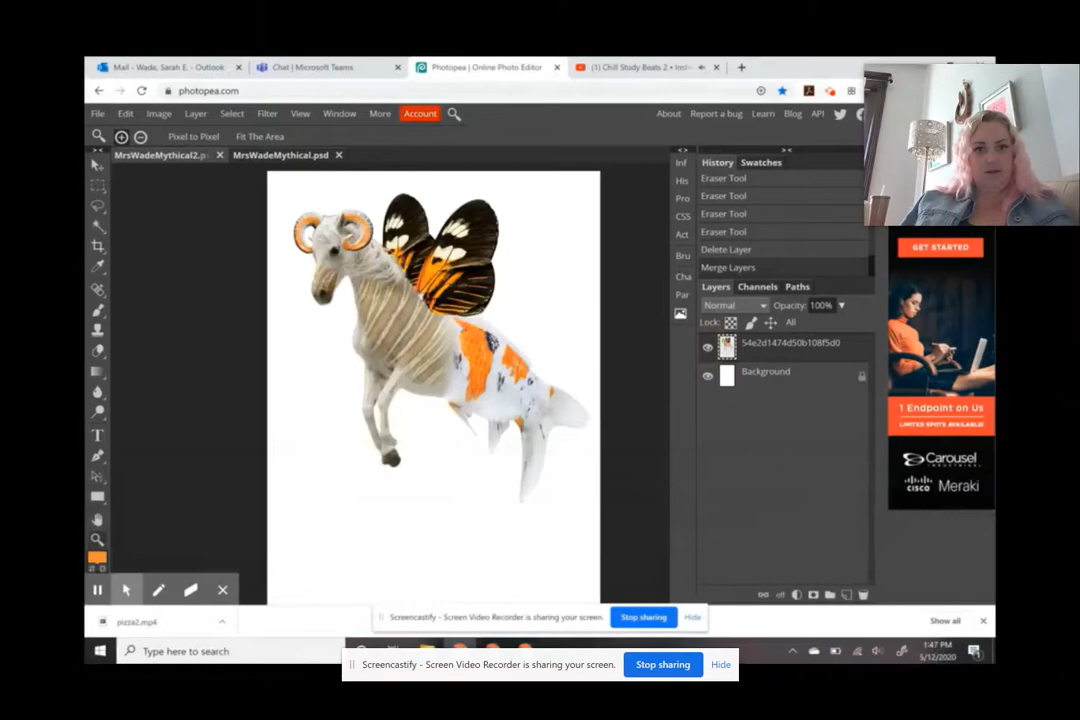 Mail - Wade, Sarah E. - Outlook
Chat | Microsoft Teams
Photopea | Online Photo Editor
(1) Chill Study Beats 2 • Inst
photopea.com
File Edit Image Layer Select Filter View Window More Account
About Report a bug Learn Blog API
Pixel to Pixel Fit The Area
MrsWadeMythical2.p
MrsWadeMythical.psd
Inf
His
Pro
CSS
Act
Bru
Cha
Par
History Swatches
Eraser Tool
Eraser Tool
Eraser Tool
Eraser Tool
Delete Layer
Merge Layers
Layers Channels Paths
Normal Opacity: 100%
Lock: All
54e2d1474d50b108f5d0
Background
GET STARTED
1 Endpoint on Us
LIMITED SPOTS AVAILABLE!
Carousel
INDUSTRIES
CISCO Meraki
Screencastify - Screen Video Recorder is sharing your screen. Stop sharing Hide
pizza2.mp4
Show all
Type here to search
1:47 PM
5/12/2020
Screencastify - Screen Video Recorder is sharing your screen. Stop sharing Hide